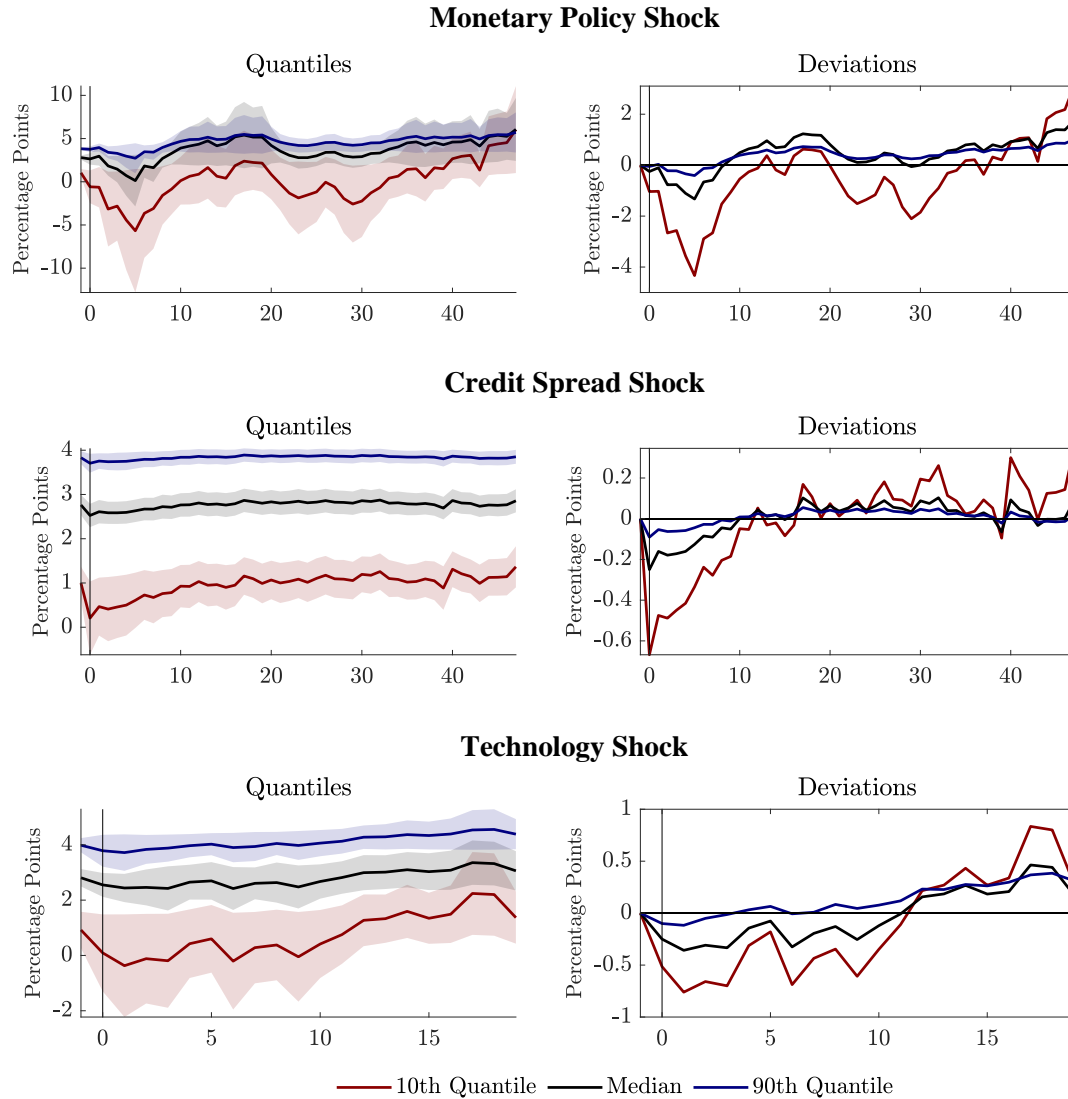 Monetary Policy Shock
Quantiles
Deviations
Percentage Points
10
5
0
-5
-10
0 10 20 30 40
Percentage Points
2
0
-2
-4
0 10 20 30 40
Credit Spread Shock
Quantiles
Deviations
Percentage Points
4
3
2
1
0
0 10 20 30 40
Percentage Points
0.2
0
-0.2
-0.4
-0.6
0 10 20 30 40
Technology Shock
Quantiles
Deviations
Percentage Points
4
2
0
-2
0 5 10 15
Percentage Points
1
0.5
0
-0.5
-1
0 5 10 15
10th Quantile Median 90th Quantile